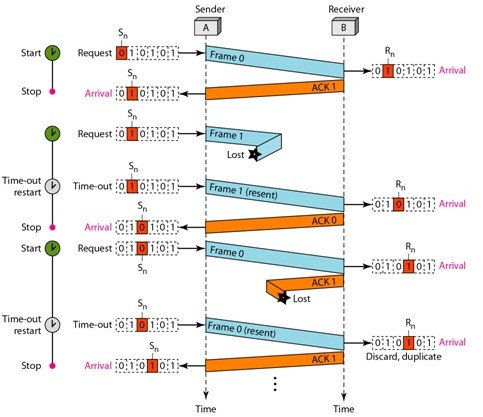 Sender Receiver
A B
Sn
Start Request 0 1 0 1 0 1 Frame 0 Rn
Sn 0 1 0 1 0 1 Arrival
Stop Arrival 0 1 0 1 0 1 ACK 1
Sn
Request 0 1 0 1 0 1 Frame 1
Lost
Sn
Time-out Time-out 0 1 0 1 0 1 Frame 1 (resent) Rn
restart
Sn 0 1 0 1 0 1 Arrival
Stop Arrival 0 1 0 1 0 1 ACK 0
Start Request 0 1 0 1 0 1 Frame 0 Rn
Sn 0 1 0 1 0 1 Arrival
ACK 1
Lost
Sn
Time-out Time-out 0 1 0 1 0 1 Frame 0 (resent) Rn
restart
Sn 0 1 0 1 0 1 Arrival
Discard, duplicate
Stop Arrival 0 1 0 1 0 1 ACK 1
Time Time